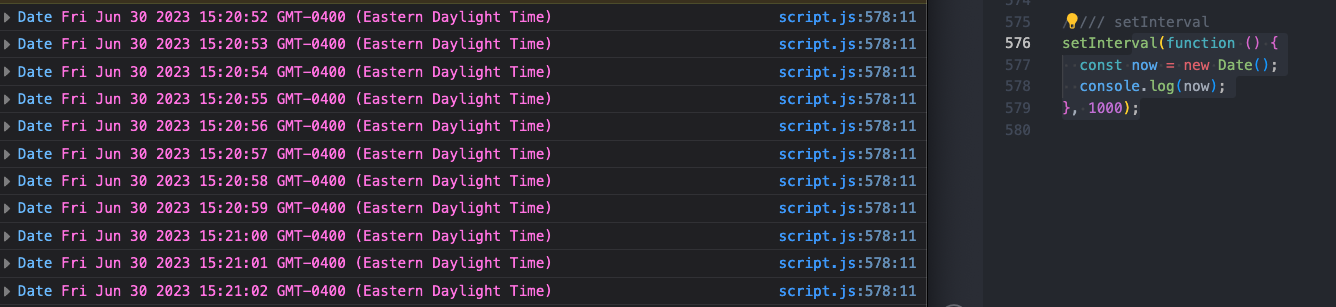 Date Fri Jun 30 2023 15:20:52 GMT-0400 (Eastern Daylight Time) script.js:578:11
Date Fri Jun 30 2023 15:20:53 GMT-0400 (Eastern Daylight Time) script.js:578:11
Date Fri Jun 30 2023 15:20:54 GMT-0400 (Eastern Daylight Time) script.js:578:11
Date Fri Jun 30 2023 15:20:55 GMT-0400 (Eastern Daylight Time) script.js:578:11
Date Fri Jun 30 2023 15:20:56 GMT-0400 (Eastern Daylight Time) script.js:578:11
Date Fri Jun 30 2023 15:20:57 GMT-0400 (Eastern Daylight Time) script.js:578:11
Date Fri Jun 30 2023 15:20:58 GMT-0400 (Eastern Daylight Time) script.js:578:11
Date Fri Jun 30 2023 15:20:59 GMT-0400 (Eastern Daylight Time) script.js:578:11
Date Fri Jun 30 2023 15:21:00 GMT-0400 (Eastern Daylight Time) script.js:578:11
Date Fri Jun 30 2023 15:21:01 GMT-0400 (Eastern Daylight Time) script.js:578:11
Date Fri Jun 30 2023 15:21:02 GMT-0400 (Eastern Daylight Time) script.js:578:11
574
575 / /// setInterval
576 setInterval(function () {
577 const now = new Date();
578 console.log(now);
579 }, 1000);
580